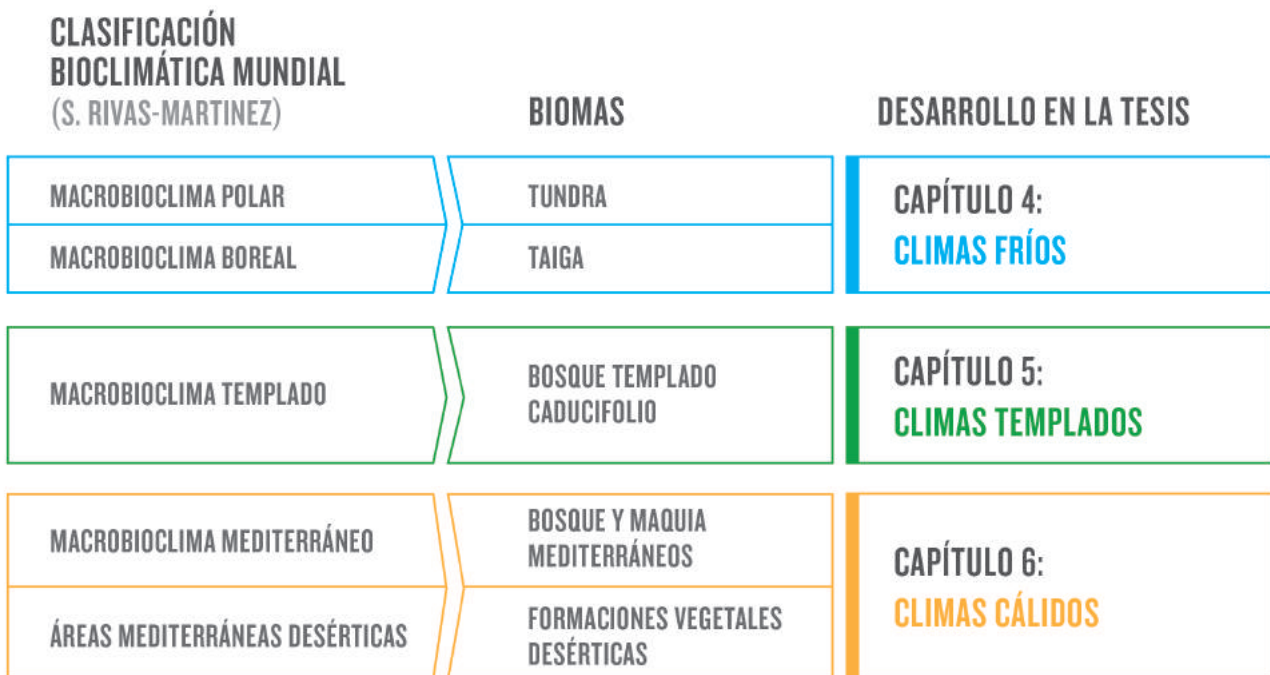 CLASIFICACIÓN
BIOCLIMÁTICA MUNDIAL
(S. RIVAS-MARTINEZ)
BIOMAS
DESARROLLO EN LA TESIS
MACROBIOCLIMA POLAR
TUNDRA
MACROBIOCLIMA BOREAL
TAIGA
CAPÍTULO 4:
CLIMAS FRÍOS
MACROBIOCLIMA TEMPLADO
BOSQUE TEMPLADO
CADUCIFOLIO
CAPÍTULO 5:
CLIMAS TEMPLADOS
MACROBIOCLIMA MEDITERRÁNEO
BOSQUE Y MAQUIA
MEDITERRÁNEOS
ÁREAS MEDITERRÁNEAS DESÉRTICAS
FORMACIONES VEGETALES
DESÉRTICAS
CAPÍTULO 6:
CLIMAS CÁLIDOS